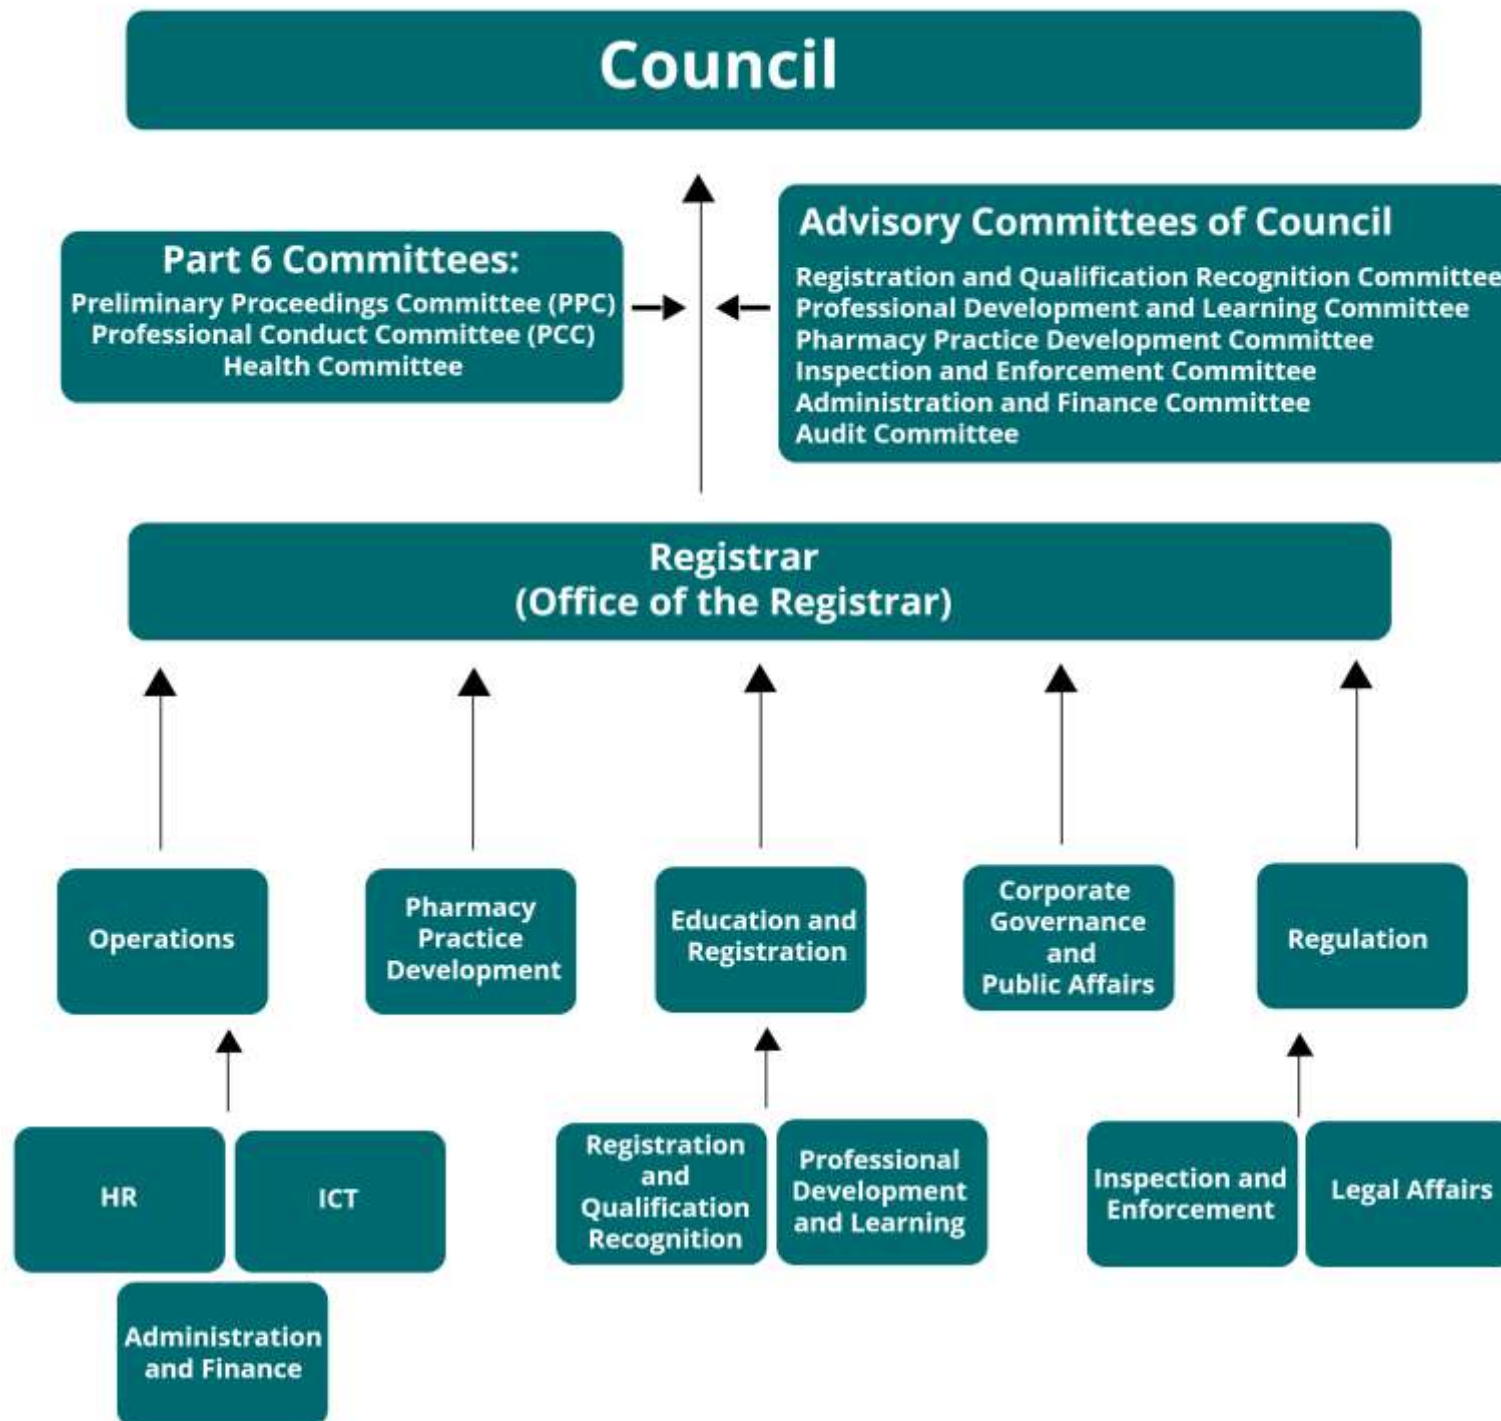 Council
Part 6 Committees:
Preliminary Proceedings Committee (PPC)
Professional Conduct Committee (PCC)
Health Committee
Advisory Committees of Council
Registration and Qualification Recognition Committee
Professional Development and Learning Committee
Pharmacy Practice Development Committee
Inspection and Enforcement Committee
Administration and Finance Committee
Audit Committee
Registrar
(Office of the Registrar)
Operations
Pharmacy
Practice
Development
Education and
Registration
Corporate
Governance
and
Public Affairs
Regulation
HR
ICT
Administration
and Finance
Registration
and
Qualification
Recognition
Professional
Development
and Learning
Inspection and
Enforcement
Legal Affairs